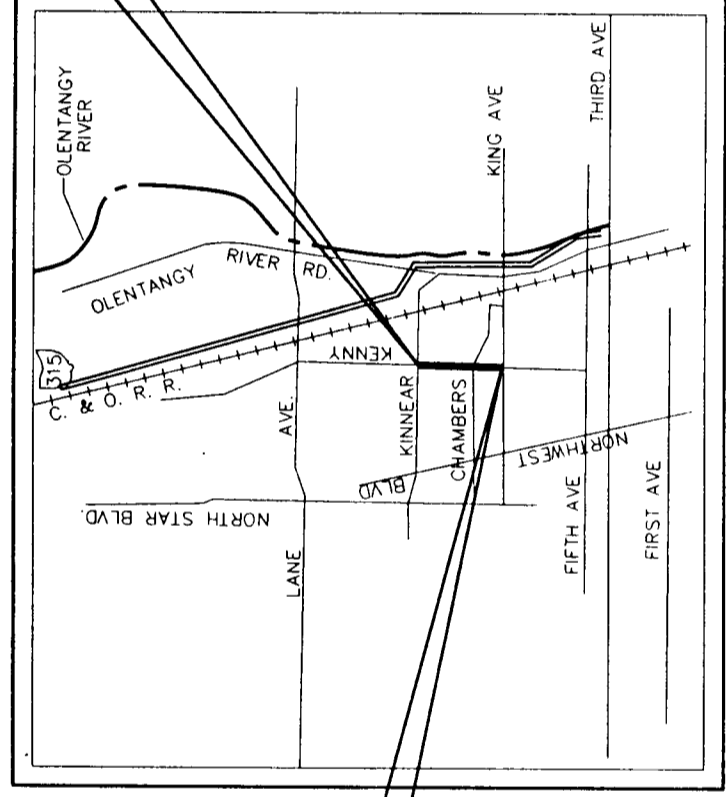 OLENTANGY
RIVER
THIRD AVE
KING AVE
OLENTANGY
RIVER RD.
315
C. & O. R. R.
KENNY
AVE.
KINNEAR
CHAMBERS
NORTHWEST
BLVD
NORTH STAR BLVD.
LANE
FIFTH AVE
FIRST AVE